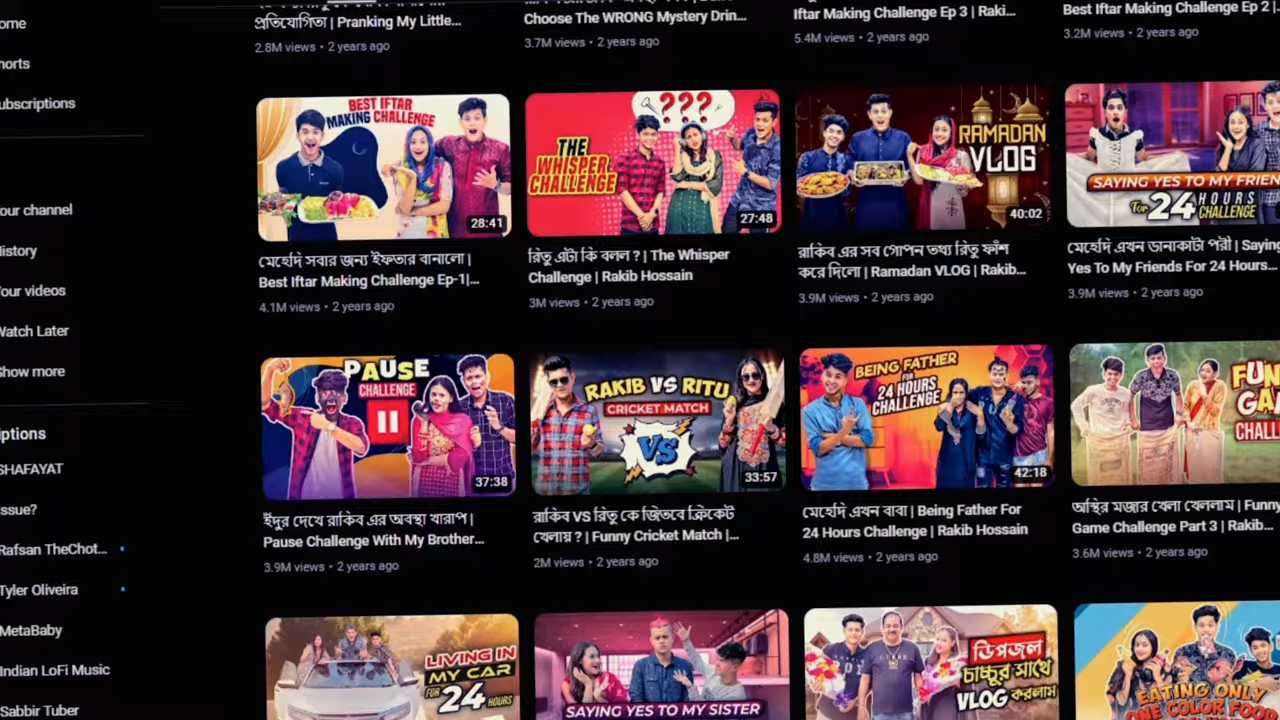 প্রতিযোগিতা | Pranking My Little...
2.8M views • 2 years ago
Choose The WRONG Mystery Drin...
3.7M views • 2 years ago
Iftar Making Challenge Ep 3 | Raki...
5.4M views • 2 years ago
Best Iftar Making Challenge Ep 2 |
3.2M views • 2 years ago
ome
horts
ubscriptions
our channel
istory
our videos
Watch Later
Show more
iptions
SHAFAYAT
ssue?
Rafsan TheChot...
Tyler Oliveira
MetaBaby
Indian LoFi Music
Sabbir Tuber
BEST IFTAR
MAKING CHALLENGE
28:41
মেহেদি সবার জন্য ইফতার বানালো |
Best Iftar Making Challenge Ep-1|...
4.1M views • 2 years ago
???
THE
WHISPER
CHALLENGE
27:48
রিতু এটা কি বলল ? | The Whisper
Challenge | Rakib Hossain
3M views • 2 years ago
RAMADAN
VLOG
40:02
রাকিব এর সব গোপন তথ্য রিতু ফাঁশ
করে দিলো | Ramadan VLOG | Rakib...
3.9M views • 2 years ago
SAYING YES TO MY FRIEN
For 24 HOURS
CHALLENGE
মেহেদি এখন ডানাকাটা পরী | Saying
Yes To My Friends For 24 Hours...
3.9M views • 2 years ago
PAUSE
CHALLENGE
37:38
ইঁদুর দেখে রাকিব এর অবস্থা খারাপ |
Pause Challenge With My Brother...
3.9M views • 2 years ago
RAKIB VS RITU
CRICKET MATCH
VS
33:57
রাকিব VS রিতু কে জিতবে ক্রিকেট
খেলায় ? | Funny Cricket Match |...
2M views • 2 years ago
BEING FATHER
FOR
24 HOURS
CHALLENGE
42:18
মেহেদি এখন বাবা | Being Father For
24 Hours Challenge | Rakib Hossain
4.8M views • 2 years ago
FUN
GA
CHALL
অস্থির মজার খেলা খেললাম | Funny
Game Challenge Part 3 | Rakib...
3.6M views • 2 years ago
LIVING IN
MY CAR
FOR 24 HOURS
SAYING YES TO MY SISTER
ডিপজল
চাচ্চুর সাথে
VLOG করলাম
EATING ONLY
ONE COLOR FOOD